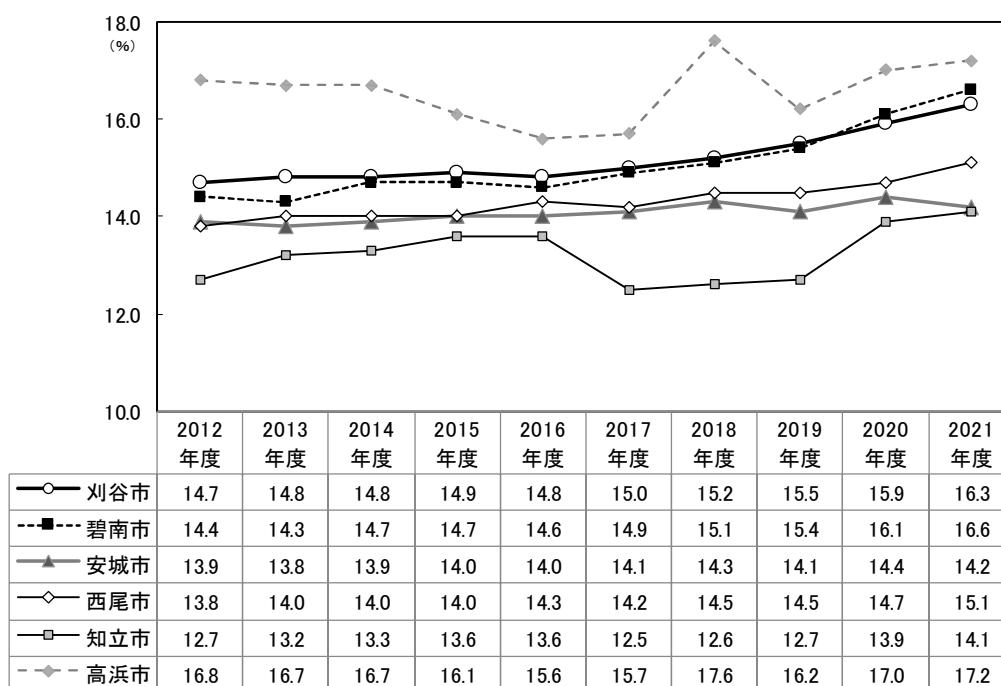 18.0
（%）
16.0
14.0
12.0
10.0
2012 2013 2014 2015 2016 2017 2018 2019 2020 2021
年度 年度 年度 年度 年度 年度 年度 年度 年度 年度
刈谷市 14.7 14.8 14.8 14.9 14.8 15.0 15.2 15.5 15.9 16.3
碧南市 14.4 14.3 14.7 14.7 14.6 14.9 15.1 15.4 16.1 16.6
安城市 13.9 13.8 13.9 14.0 14.0 14.1 14.3 14.1 14.4 14.2
西尾市 13.8 14.0 14.0 14.0 14.3 14.2 14.5 14.5 14.7 15.1
知立市 12.7 13.2 13.3 13.6 13.6 12.5 12.6 12.7 13.9 14.1
高浜市 16.8 16.7 16.7 16.1 15.6 15.7 17.6 16.2 17.0 17.2